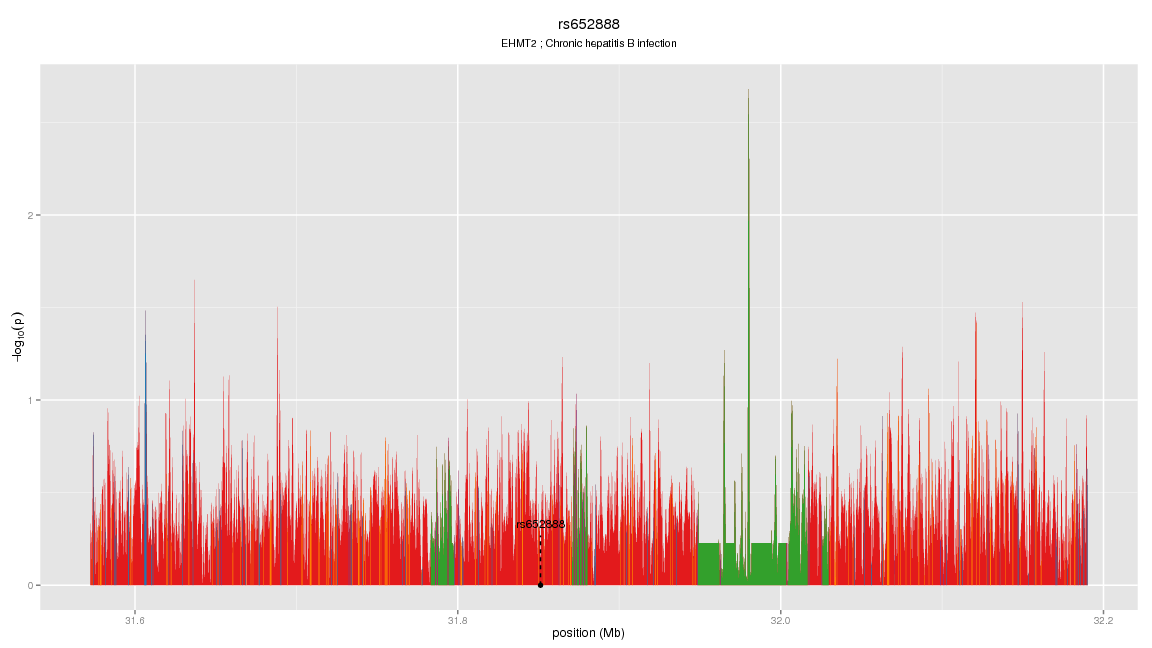 rs652888
EHMT2 ; Chronic hepatitis B infection
−log10(p)
2
1
0
rs652888
31.6 31.8 32.0 32.2
position (Mb)